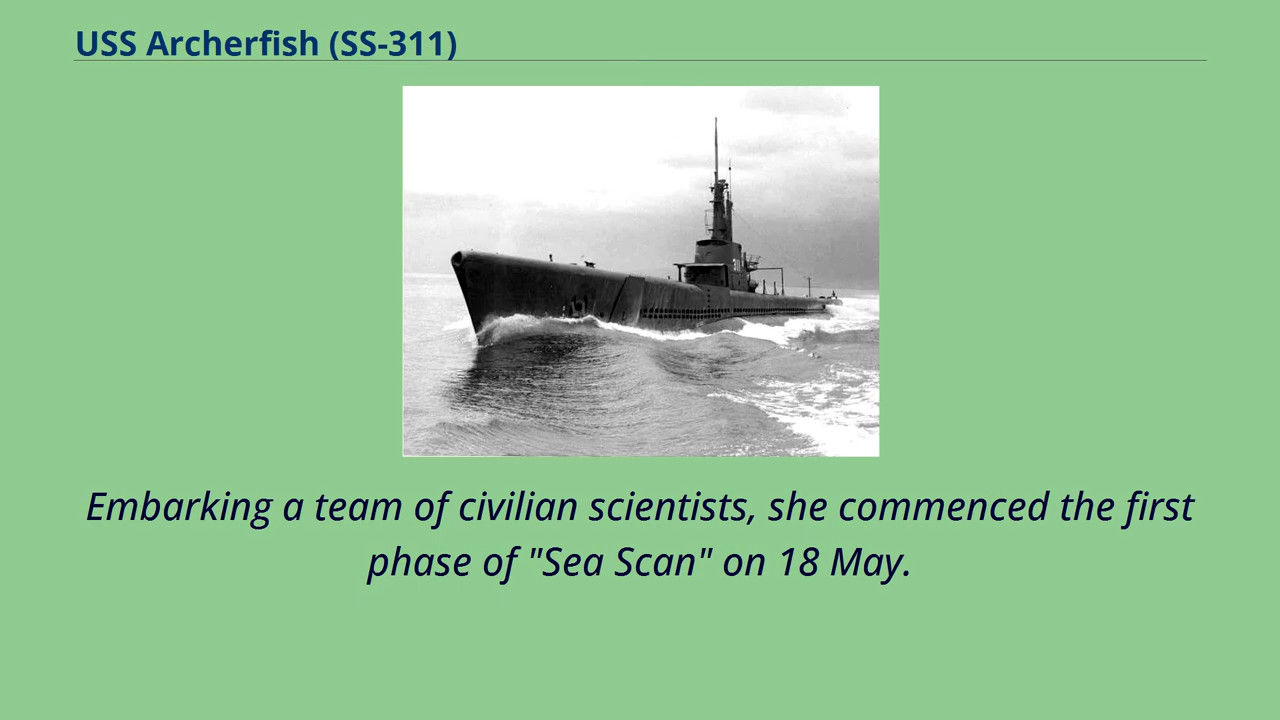 USS Archerfish (SS-311)
Embarking a team of civilian scientists, she commenced the first
phase of "Sea Scan" on 18 May.